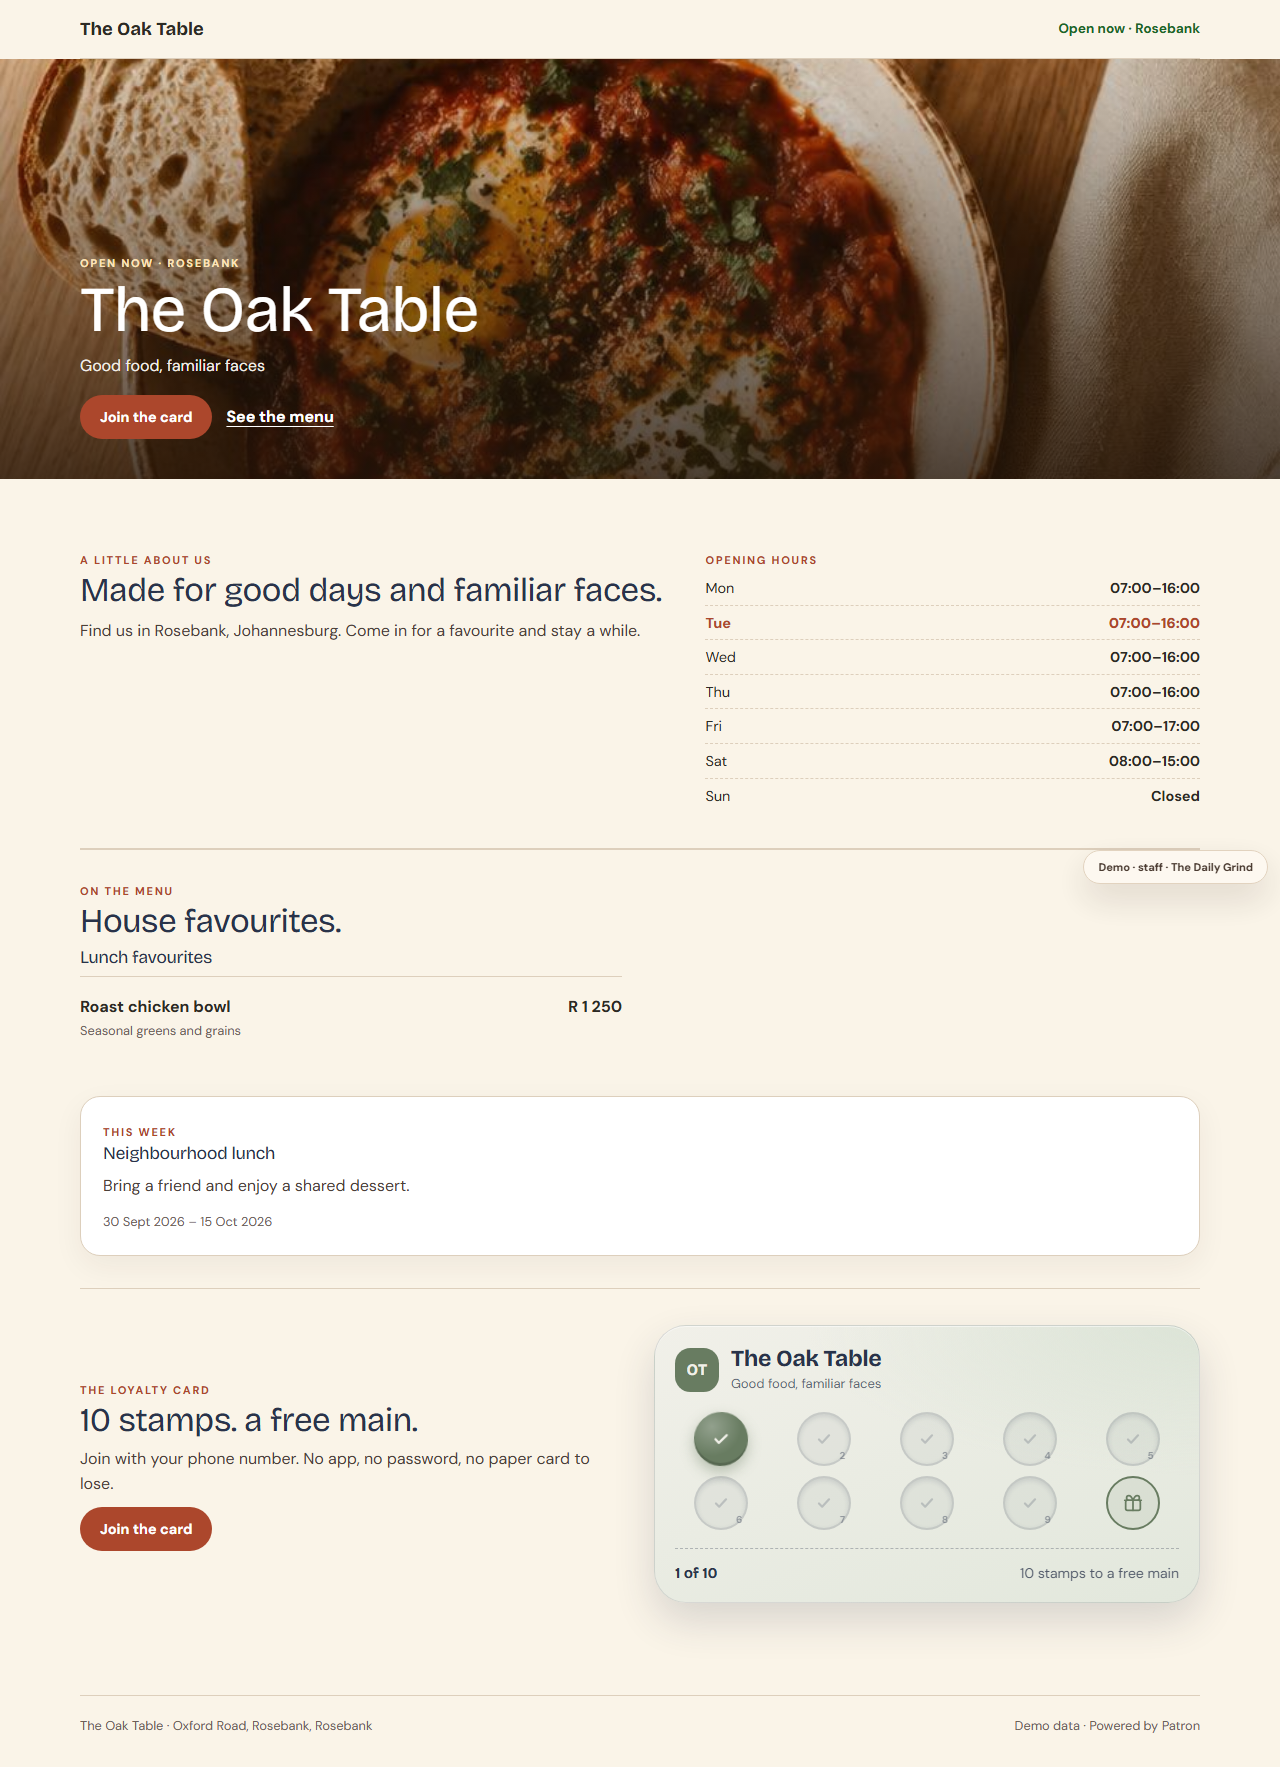 The Oak Table
Open now · Rosebank
OPEN NOW · ROSEBANK
The Oak Table
Good food, familiar faces
Join the card
See the menu
A LITTLE ABOUT US
Made for good days and familiar faces.
Find us in Rosebank, Johannesburg. Come in for a favourite and stay a while.
OPENING HOURS
Mon 07:00–16:00
Tue 07:00–16:00
Wed 07:00–16:00
Thu 07:00–16:00
Fri 07:00–17:00
Sat 08:00–15:00
Sun Closed
Demo · staff · The Daily Grind
ON THE MENU
House favourites.
Lunch favourites
Roast chicken bowl R 1 250
Seasonal greens and grains
THIS WEEK
Neighbourhood lunch
Bring a friend and enjoy a shared dessert.
30 Sept 2026 – 15 Oct 2026
THE LOYALTY CARD
10 stamps. a free main.
Join with your phone number. No app, no password, no paper card to
lose.
Join the card
OT
The Oak Table
Good food, familiar faces
2 3 4 5
6 7 8 9
1 of 10
10 stamps to a free main
The Oak Table · Oxford Road, Rosebank, Rosebank
Demo data · Powered by Patron